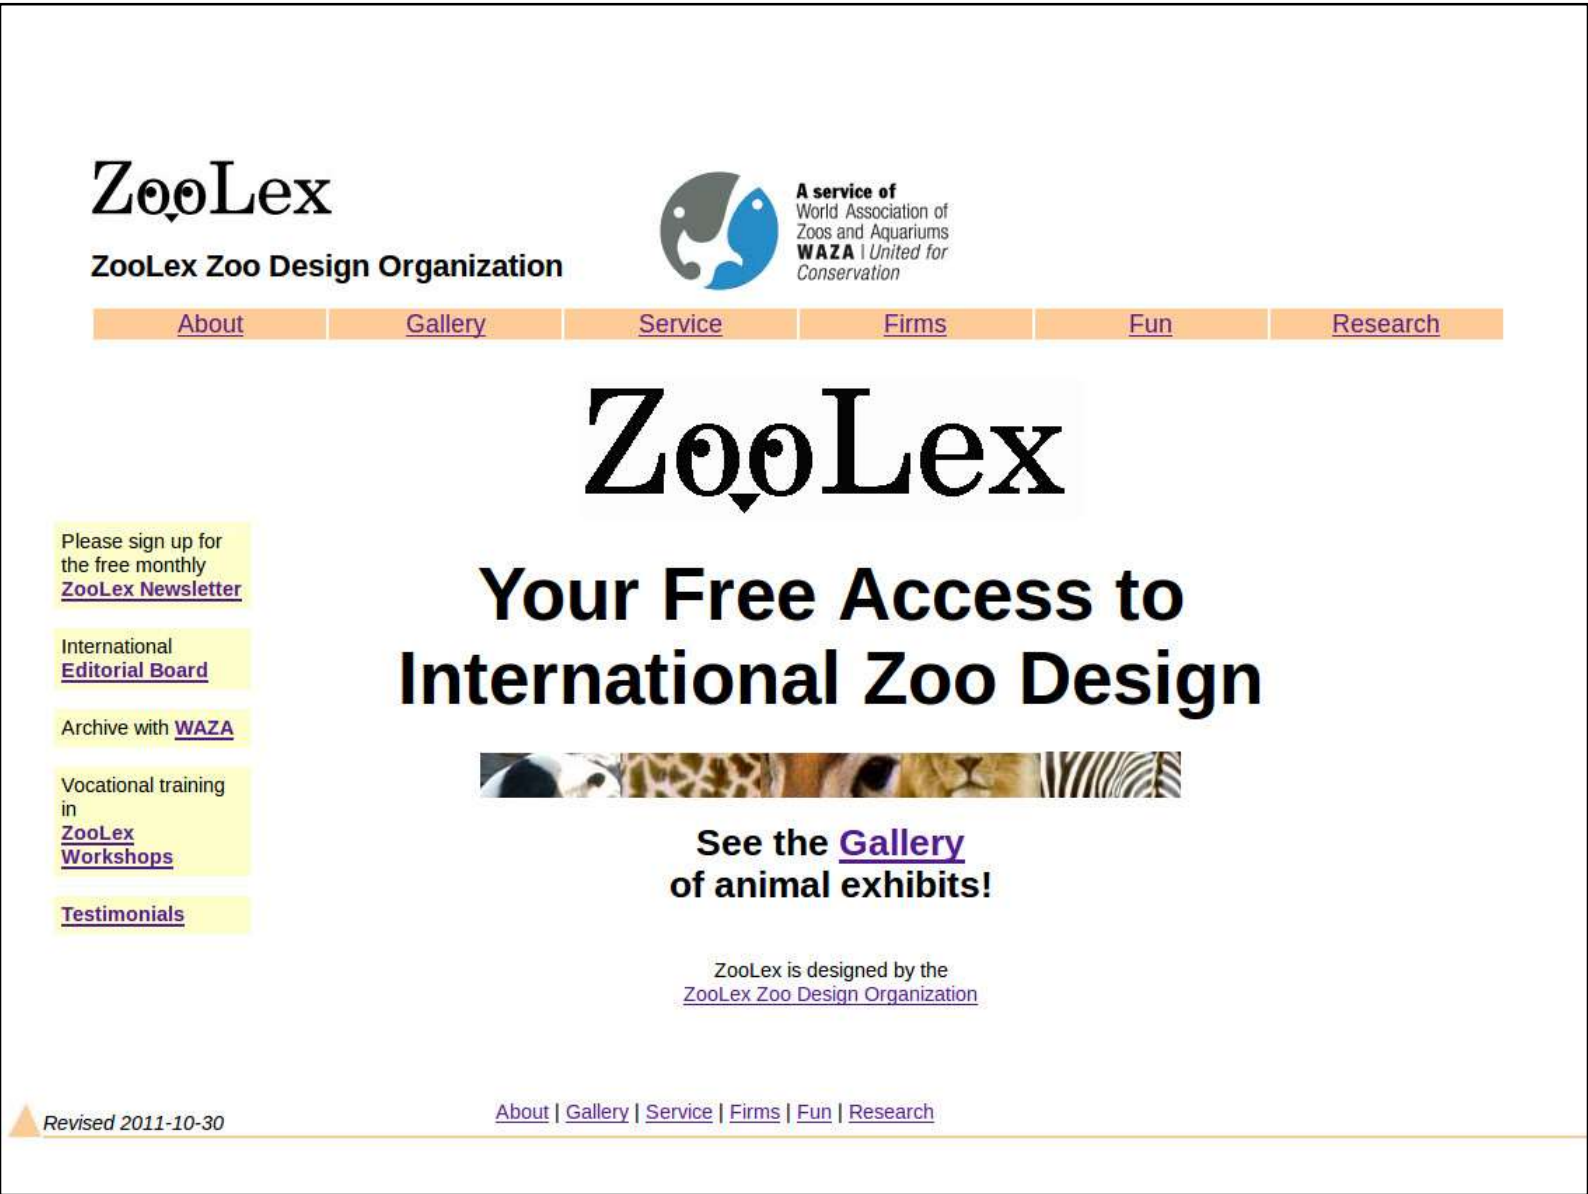 ZooLex
ZooLex Zoo Design Organization
A service of
World Association of
Zoos and Aquariums
WAZA | United for
Conservation
About Gallery Service Firms Fun Research
ZooLex
Your Free Access to
International Zoo Design
Please sign up for
the free monthly
ZooLex Newsletter
International
Editorial Board
Archive with WAZA
Vocational training
in
ZooLex
Workshops
Testimonials
See the Gallery
of animal exhibits!
ZooLex is designed by the
ZooLex Zoo Design Organization
About | Gallery | Service | Firms | Fun | Research
Revised 2011-10-30